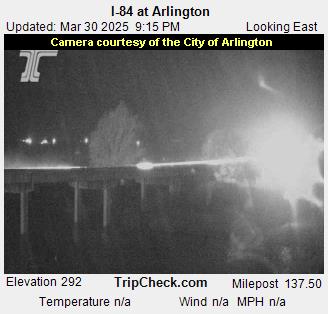 I-84 at Arlington
Updated: Mar 30 2025 9:15 PM Looking East
Camera courtesy of the City of Arlington
Elevation 292 TripCheck.com Milepost 137.50
Temperature n/a Wind n/a MPH n/a